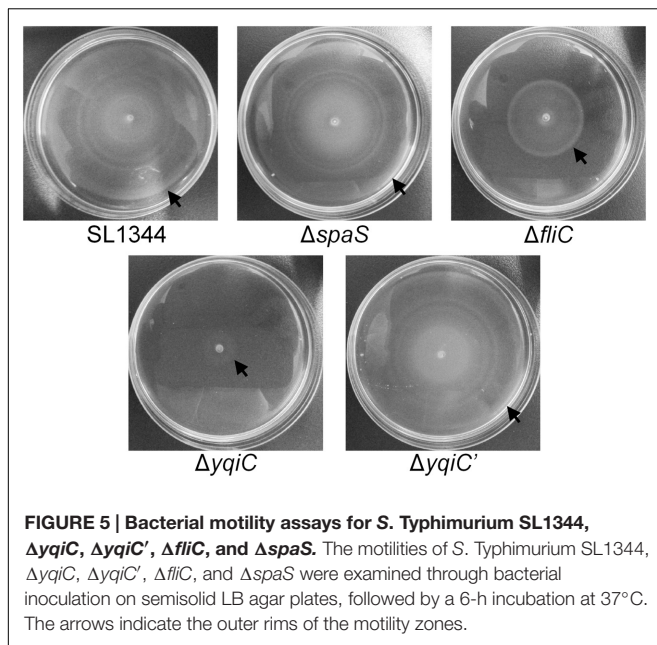 SL1344
ΔspaS
ΔfliC
ΔyqiC
ΔyqiC'
FIGURE 5 | Bacterial motility assays for S. Typhimurium SL1344,
ΔyqiC, ΔyqiC′, ΔfliC, and ΔspaS. The motilities of S. Typhimurium SL1344,
ΔyqiC, ΔyqiC′, ΔfliC, and ΔspaS were examined through bacterial
inoculation on semisolid LB agar plates, followed by a 6-h incubation at 37°C.
The arrows indicate the outer rims of the motility zones.